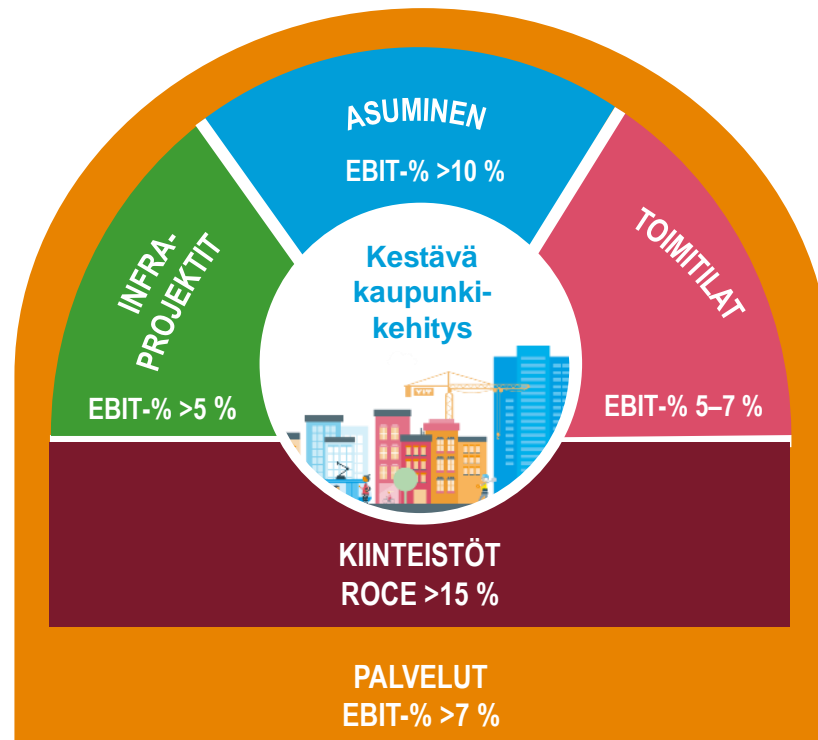 ASUMINEN
EBIT-% >10 %
INFRA-
PROJEKTIT
EBIT-% >5 %
TOIMITILAT
EBIT-% 5–7 %
Kestävä
kaupunki-
kehitys
YIT
KIINTEISTÖT
ROCE >15 %
PALVELUT
EBIT-% >7 %